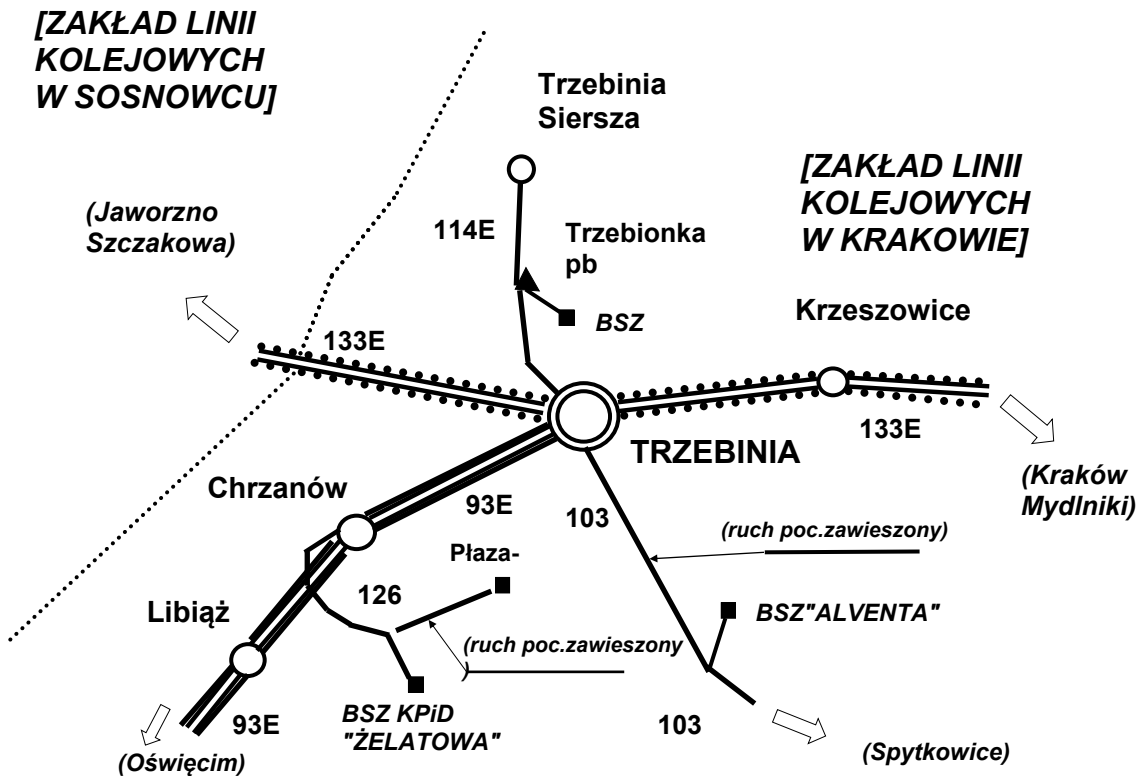 [ZAKŁAD LINII
KOLEJOWYCH
W SOSNOWCU]
Trzebinia
Siersza
[ZAKŁAD LINII
KOLEJOWYCH
W KRAKOWIE]
(Jaworzno
Szczakowa)
114E
Trzebionka
pb
BSZ
Krzeszowice
133E
133E
TRZEBINIA
(Kraków
Mydlniki)
Chrzanów
93E
103
(ruch poc.zawieszony)
Płaza-
126
Libiąż
BSZ"ALVENTA"
(ruch poc.zawieszony
)
BSZ KPiD
"ŻELATOWA"
93E
103
(Oświęcim)
(Spytkowice)